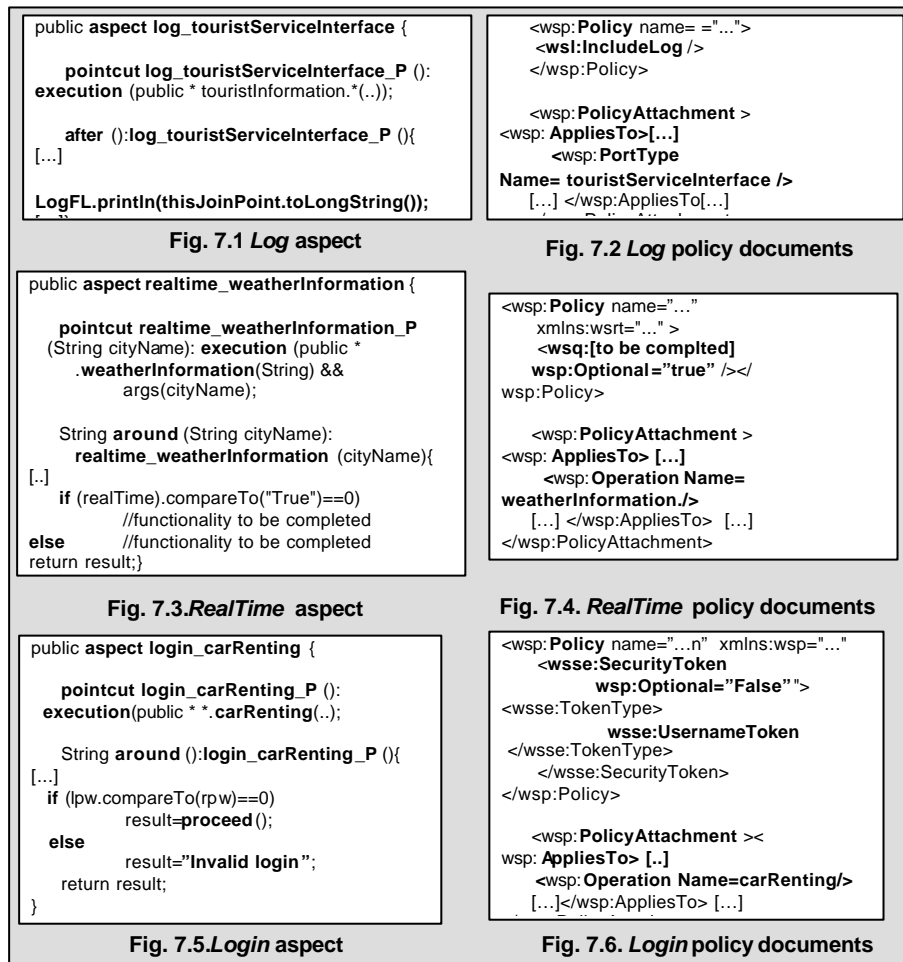 public aspect log_touristServiceInterface {
pointcut log_touristServiceInterface_P ():
execution (public * touristInformation.*(..));
after ():log_touristServiceInterface_P (){
[...]
LogFL.println(thisJoinPoint.toLongString());
Fig. 7.1 Log aspect
<wsp:Policy name= ="...">
<wsl:IncludeLog />
</wsp:Policy>
<wsp:PolicyAttachment >
<wsp: AppliesTo>[…]
<wsp:PortType
Name= touristServiceInterface />
[…] </wsp:AppliesTo[…]
Fig. 7.2 Log policy documents
public aspect realtime_weatherInformation {
pointcut realtime_weatherInformation_P
(String cityName): execution (public *
.weatherInformation(String) &&
args(cityName);
String around (String cityName):
realtime_weatherInformation (cityName){
[..]
if (realTime).compareTo("True")==0)
//functionality to be completed
else //functionality to be completed
return result;}
Fig. 7.3.RealTime aspect
<wsp:Policy name=”…”
xmlns:wsrt="..." >
<wsq:[to be complted]
wsp:Optional=”true” /></
wsp:Policy>
<wsp:PolicyAttachment >
<wsp: AppliesTo> […]
<wsp:Operation Name=
weatherInformation./>
[…] </wsp:AppliesTo> […]
</wsp:PolicyAttachment>
Fig. 7.4. RealTime policy documents
public aspect login_carRenting {
pointcut login_carRenting_P ():
execution(public * *.carRenting(..);
String around ():login_carRenting_P (){
[…]
if (lpw.compareTo(rpw)==0)
result=proceed();
else
result=”Invalid login”;
return result;
}
Fig. 7.5.Login aspect
<wsp:Policy name=”…n” xmlns:wsp="..."
<wsse:SecurityToken
wsp:Optional=”False”">
<wsse:TokenType>
wsse:UsernameToken
</wsse:TokenType>
</wsse:SecurityToken>
</wsp:Policy>
<wsp:PolicyAttachment ><
wsp: AppliesTo> [..]
<wsp:Operation Name=carRenting/>
[…]</wsp:AppliesTo> […]
Fig. 7.6. Login policy documents